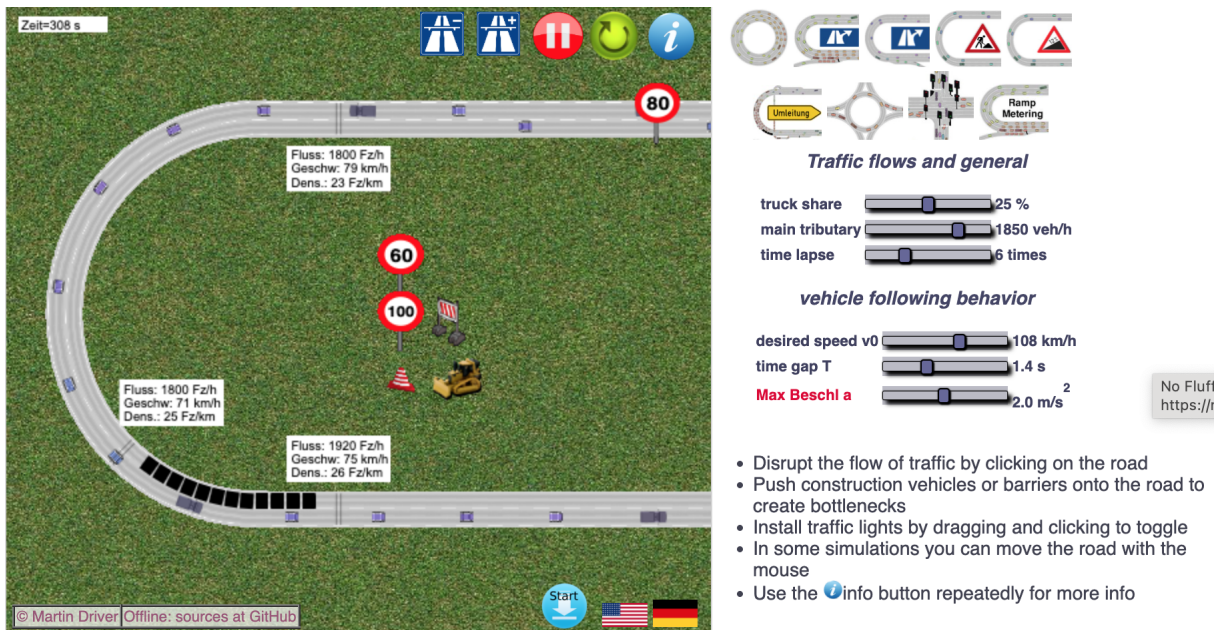 Zeit=308 s
80
Fluss: 1800 Fz/h
Geschw: 79 km/h
Dens.: 23 Fz/km
60
100
Fluss: 1800 Fz/h
Geschw: 71 km/h
Dens.: 25 Fz/km
Fluss: 1920 Fz/h
Geschw: 75 km/h
Dens.: 26 Fz/km
Start
© Martin Driver Offline: sources at GitHub
Umleitung
Ramp
Metering
Traffic flows and general
truck share 25 %
main tributary 1850 veh/h
time lapse 6 times
vehicle following behavior
desired speed v0 108 km/h
time gap T 1.4 s
Max Beschl a 2.0 m/s2
No Fluff
https://
• Disrupt the flow of traffic by clicking on the road
• Push construction vehicles or barriers onto the road to
create bottlenecks
• Install traffic lights by dragging and clicking to toggle
• In some simulations you can move the road with the
mouse
• Use the i info button repeatedly for more info